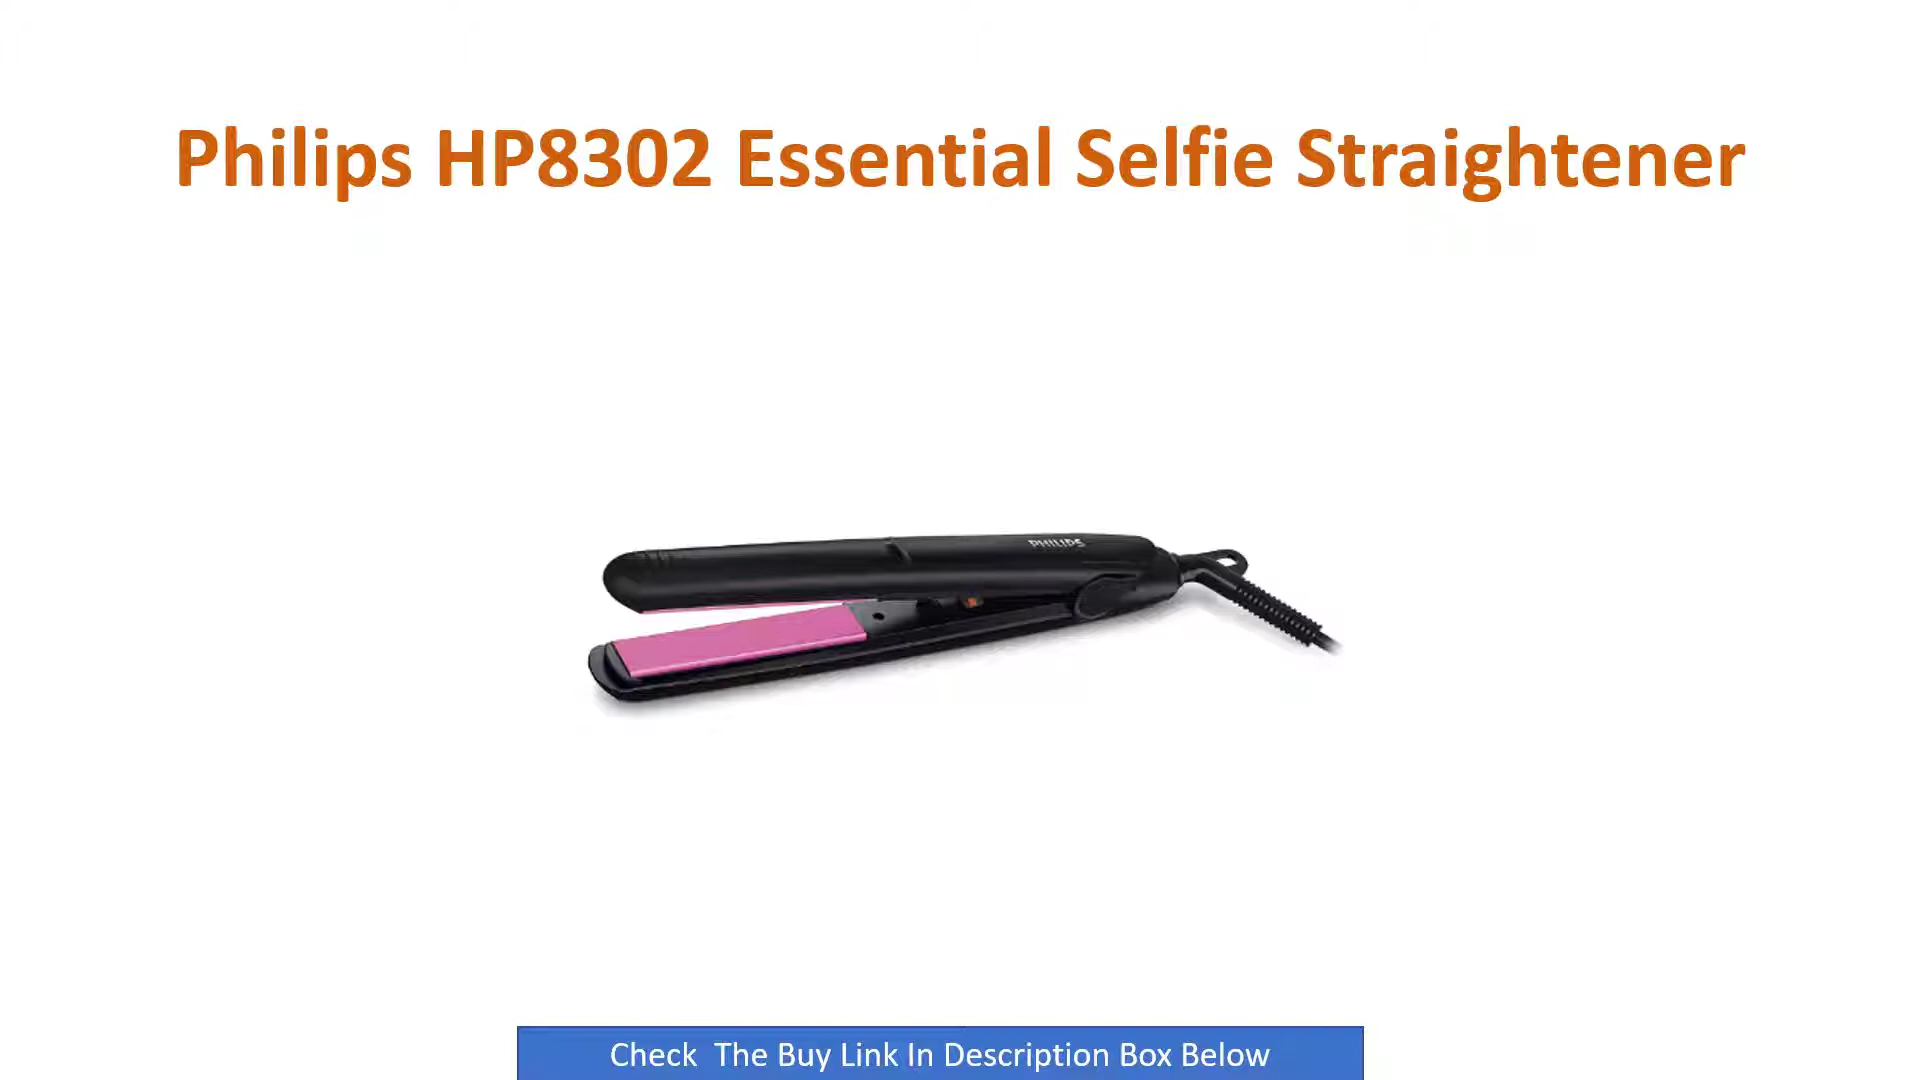 Philips HP8302 Essential Selfie Straightener
PHILIPS
Check The Buy Link In Description Box Below